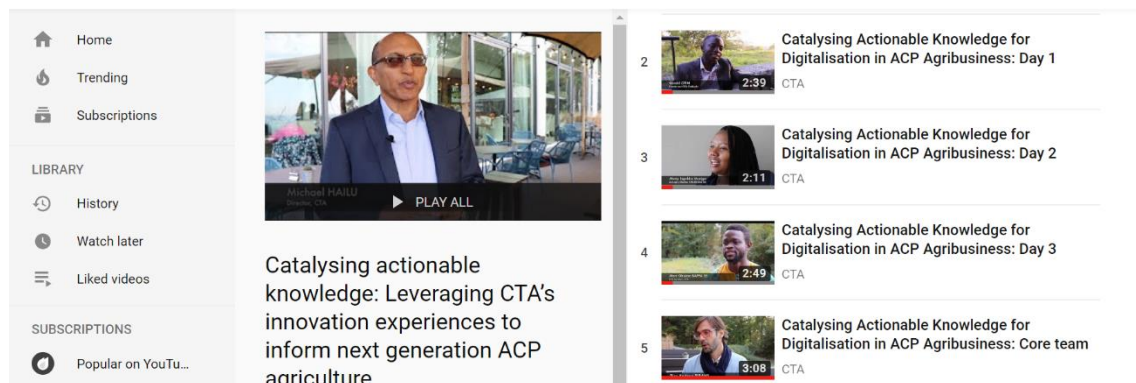 Home
Trending
Subscriptions
LIBRARY
History
Watch later
Liked videos
SUBSCRIPTIONS
Popular on YouTu...
Michael HAILU
Director, CTA
PLAY ALL
Catalysing actionable
knowledge: Leveraging CTA's
innovation experiences to
inform next generation ACP
agriculture
2
2:39
Catalysing Actionable Knowledge for
Digitalisation in ACP Agribusiness: Day 1
CTA
3
2:11
Catalysing Actionable Knowledge for
Digitalisation in ACP Agribusiness: Day 2
CTA
4
2:49
Catalysing Actionable Knowledge for
Digitalisation in ACP Agribusiness: Day 3
CTA
5
3:08
Catalysing Actionable Knowledge for
Digitalisation in ACP Agribusiness: Core team
CTA